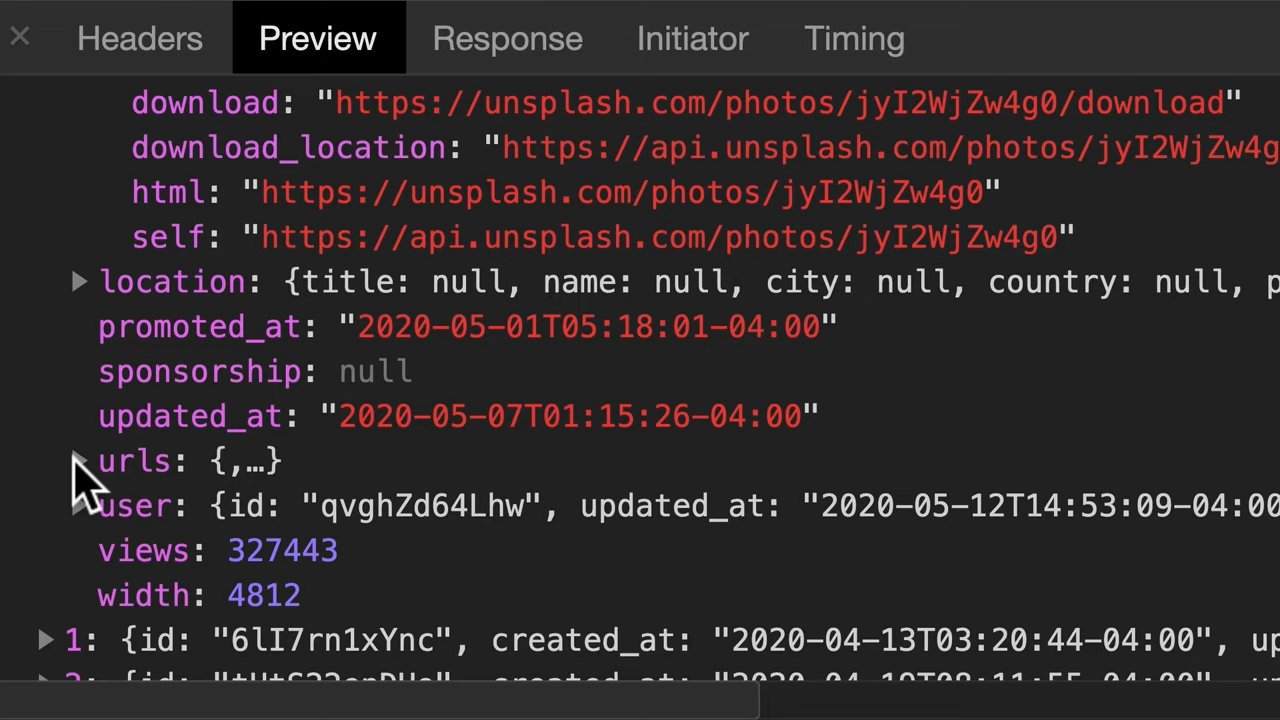 × Headers Preview Response Initiator Timing
download: "https://unsplash.com/photos/jyI2WjZw4g0/download"
download_location: "https://api.unsplash.com/photos/jyI2WjZw4g
html: "https://unsplash.com/photos/jyI2WjZw4g0"
self: "https://api.unsplash.com/photos/jyI2WjZw4g0"
location: {title: null, name: null, city: null, country: null, p
promoted_at: "2020-05-01T05:18:01-04:00"
sponsorship: null
updated_at: "2020-05-07T01:15:26-04:00"
urls: {,…}
user: {id: "qvghZd64Lhw", updated_at: "2020-05-12T14:53:09-04:00
views: 327443
width: 4812
1: {id: "6lI7rn1xYnc", created_at: "2020-04-13T03:20:44-04:00", up